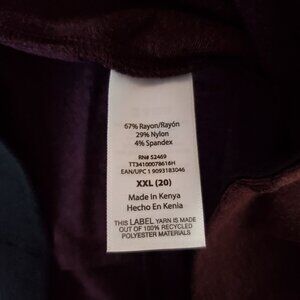 67% Rayon/Rayón
29% Nylon
4% Spandex
RN# 52469
TT34100078616H
EAN/UPC 1 9093183046
XXL (20)
Made in Kenya
Hecho En Kenia
THIS LABEL YARN IS MADE
OUT OF 100% RECYCLED
POLYESTER MATERIALS